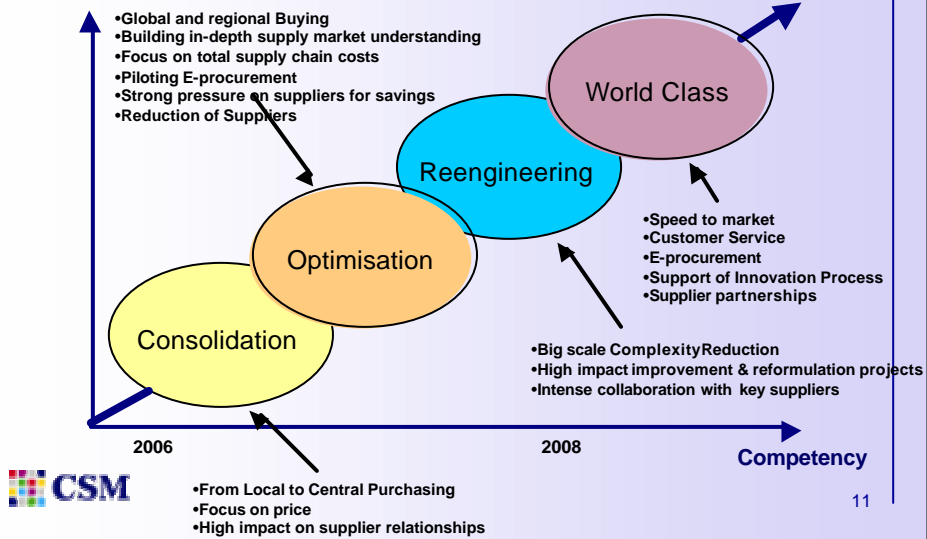 •Global and regional Buying
•Building in-depth supply market understanding
•Focus on total supply chain costs
•Piloting E-procurement
•Strong pressure on suppliers for savings
•Reduction of Suppliers
World Class
Reengineering
Optimisation
Consolidation
•Speed to market
•Customer Service
•E-procurement
•Support of Innovation Process
•Supplier partnerships
•Big scale ComplexityReduction
•High impact improvement & reformulation projects
•Intense collaboration with key suppliers
2006
2008
Competency
•From Local to Central Purchasing
•Focus on price
•High impact on supplier relationships
CSM
11